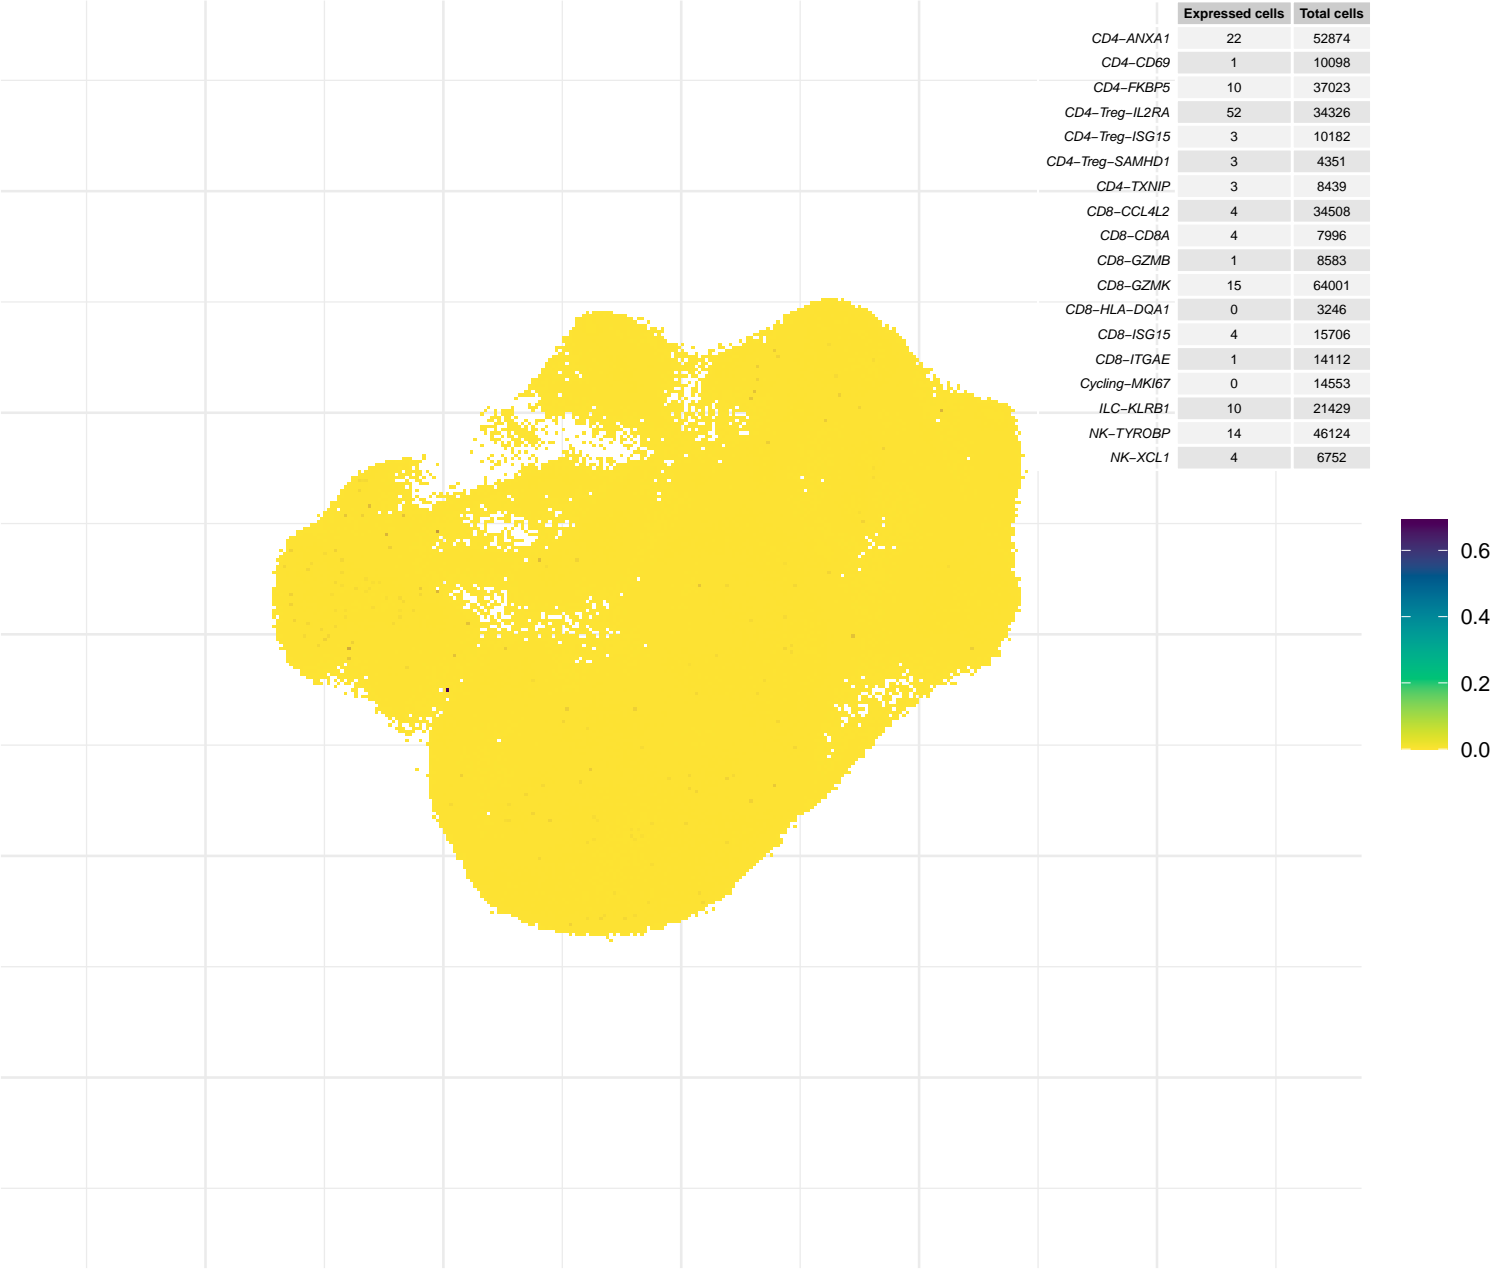 Expressed cells Total cells
CD4−ANXA1 22 52874
CD4−CD69 1 10098
CD4−FKBP5 10 37023
CD4−Treg−IL2RA 52 34326
CD4−Treg−ISG15 3 10182
CD4−Treg−SAMHD1 3 4351
CD4−TXNIP 3 8439
CD8−CCL4L2 4 34508
CD8−CD8A 4 7996
CD8−GZMB 1 8583
CD8−GZMK 15 64001
CD8−HLA−DQA1 0 3246
CD8−ISG15 4 15706
CD8−ITGAE 1 14112
Cycling−MKI67 0 14553
ILC−KLRB1 10 21429
NK−TYROBP 14 46124
NK−XCL1 4 6752
0.6
0.4
0.2
0.0